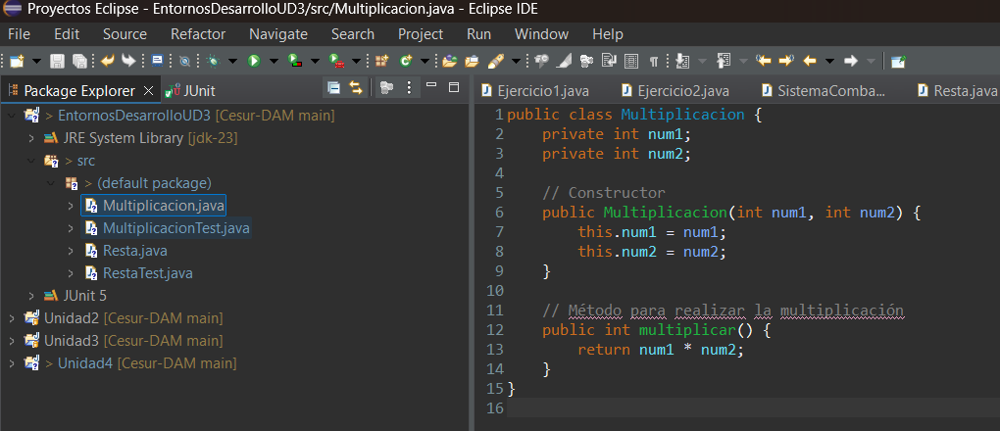 Proyectos Eclipse - EntornosDesarrolloUD3/src/Multiplicacion.java - Eclipse IDE
File Edit Source Refactor Navigate Search Project Run Window Help
Package Explorer JUnit
> EntornosDesarrolloUD3 [Cesur-DAM main]
JRE System Library [jdk-23]
> src
> (default package)
Multiplicacion.java
MultiplicacionTest.java
Resta.java
RestaTest.java
JUnit 5
Unidad2 [Cesur-DAM main]
Unidad3 [Cesur-DAM main]
> Unidad4 [Cesur-DAM main]
Ejercicio1.java Ejercicio2.java SistemaComba... Resta.java
1 public class Multiplicacion {
2     private int num1;
3     private int num2;
4
5     // Constructor
6     public Multiplicacion(int num1, int num2) {
7         this.num1 = num1;
8         this.num2 = num2;
9     }
10
11     // Método para realizar la multiplicación
12     public int multiplicar() {
13         return num1 * num2;
14     }
15 }
16